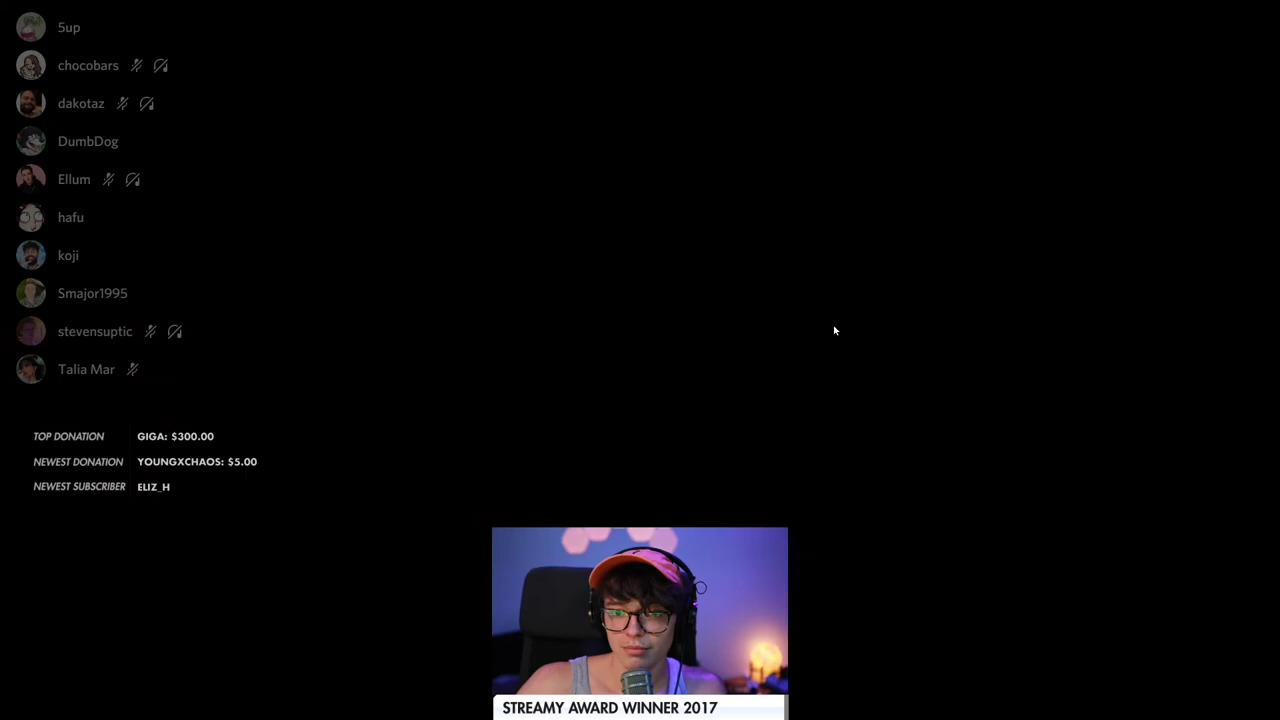 5up
chocobars
dakotaz
DumbDog
Ellum
hafu
koji
Smajor1995
stevensuptic
Talia Mar
TOP DONATION GIGA: $300.00
NEWEST DONATION YOUNGXCHAOS: $5.00
NEWEST SUBSCRIBER ELIZ_H
STREAMY AWARD WINNER 2017